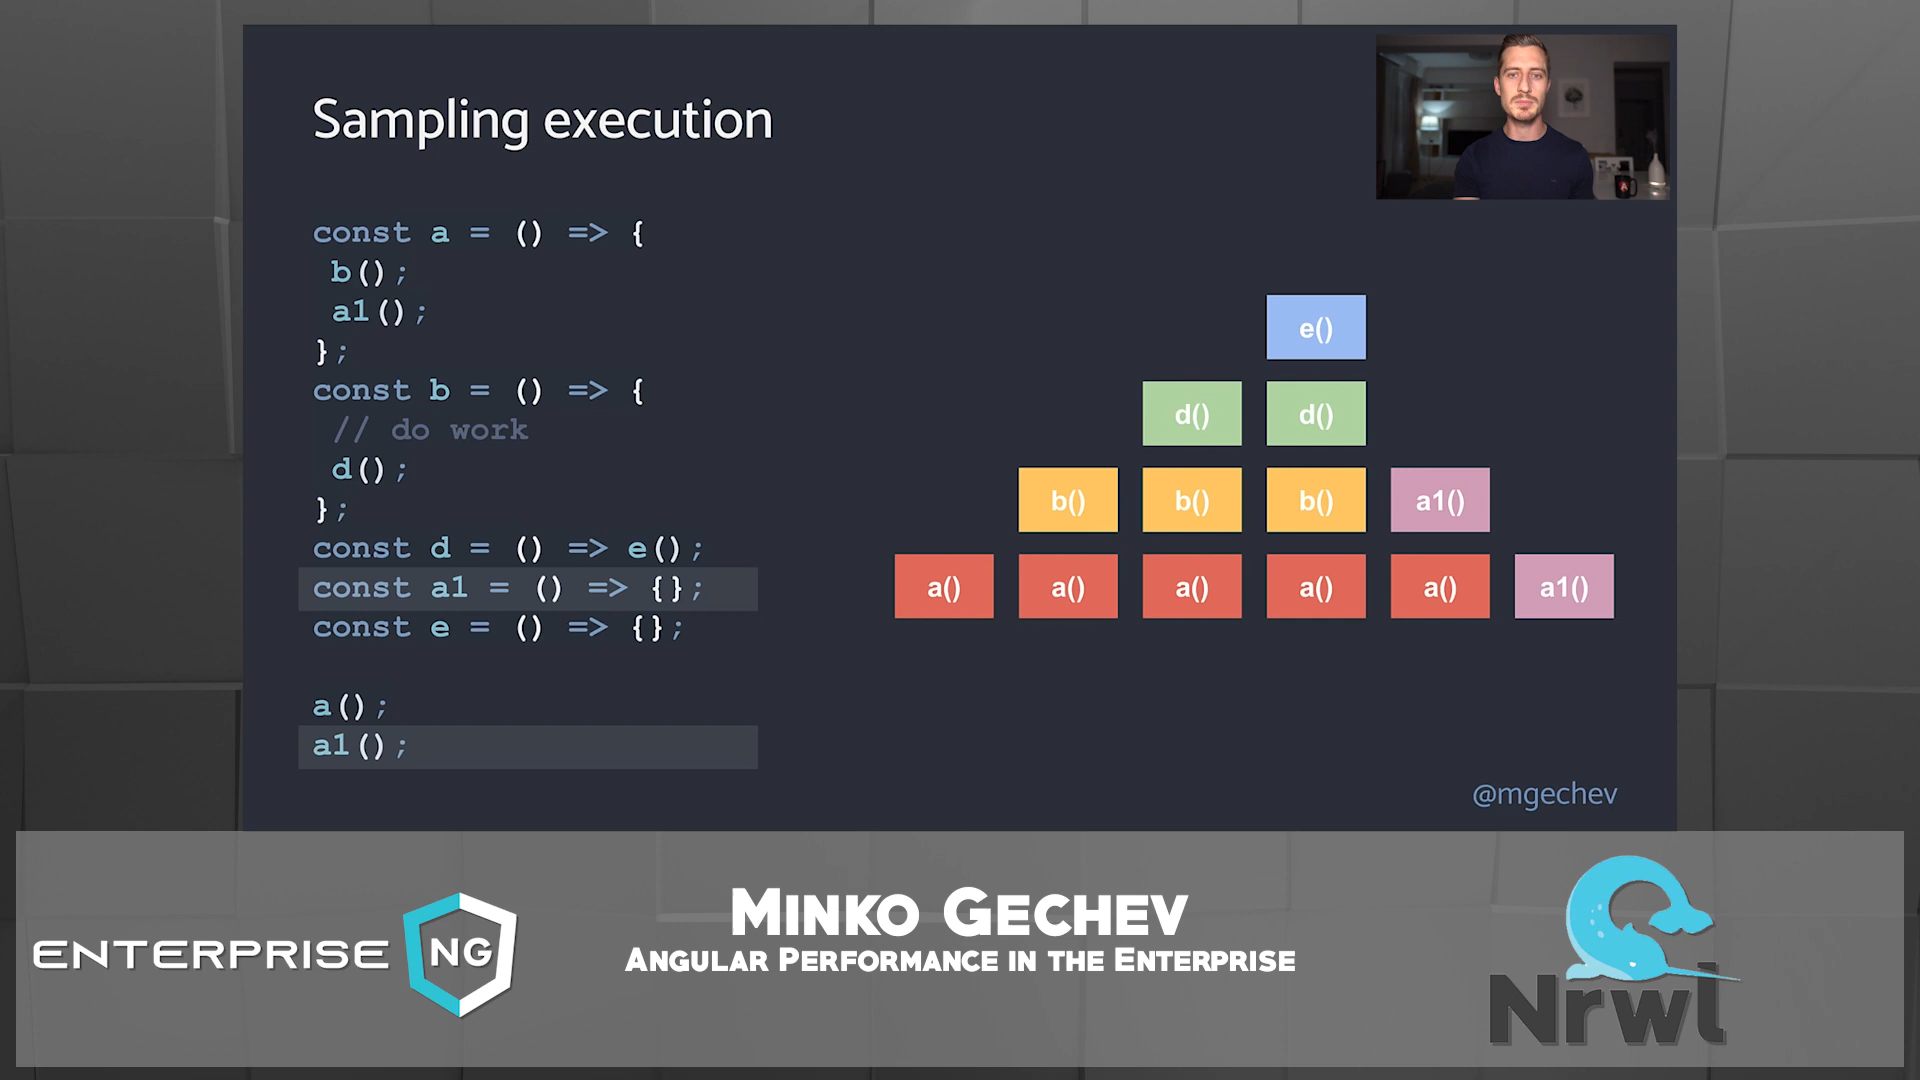 Sampling execution
const a = () => {
b();
a1();
};
const b = () => {
// do work
d();
};
const d = () => e();
const a1 = () => {};
const e = () => {};
a();
a1();
e()
d() d()
b() b() b() a1()
a() a() a() a() a() a1()
@mgechev
ENTERPRISE NG
MINKO GECHEV
ANGULAR PERFORMANCE IN THE ENTERPRISE
Nrwl